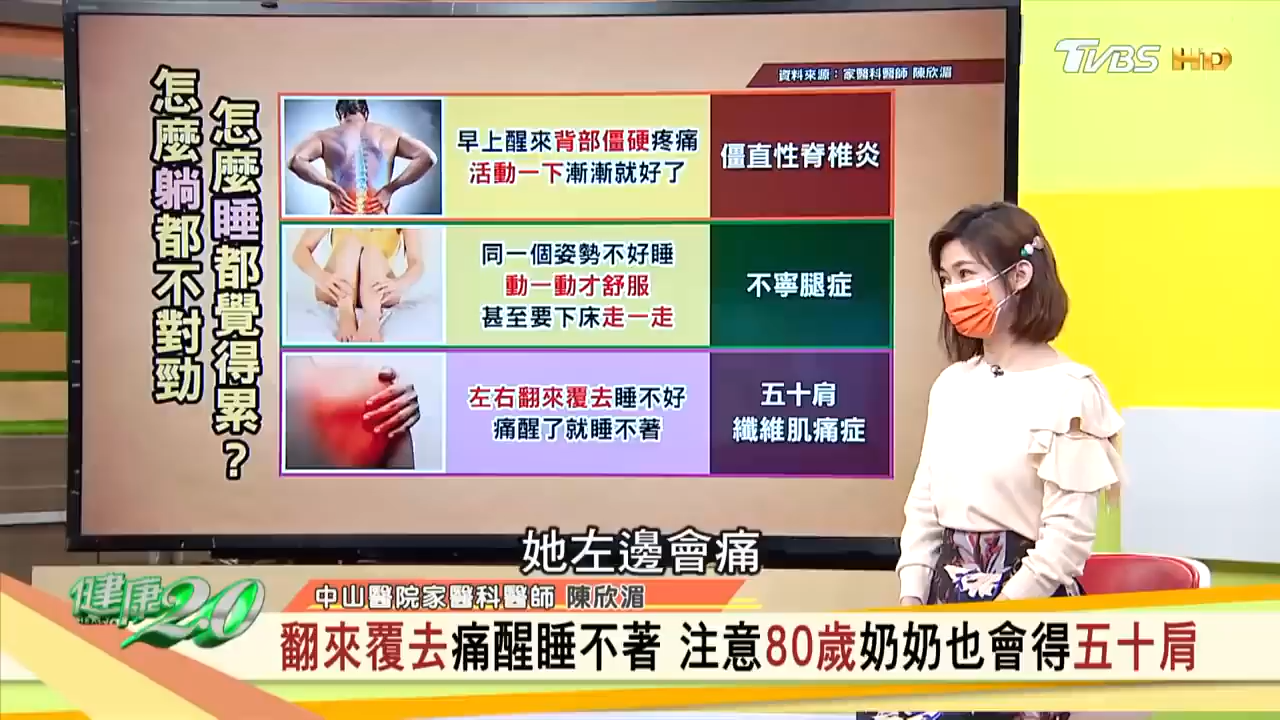 TVBS HD
資料來源：家醫科醫師 陳欣湄
怎麼睡都覺得累？
怎麼躺都不對勁
早上醒來背部僵硬疼痛
活動一下漸漸就好了
僵直性脊椎炎
同一個姿勢不好睡
動一動才舒服
甚至要下床走一走
不寧腿症
左右翻來覆去睡不好
痛醒了就睡不著
五十肩
纖維肌痛症
她左邊會痛
健康2.0
中山醫院家醫科醫師 陳欣湄
翻來覆去痛醒睡不著 注意80歲奶奶也會得五十肩